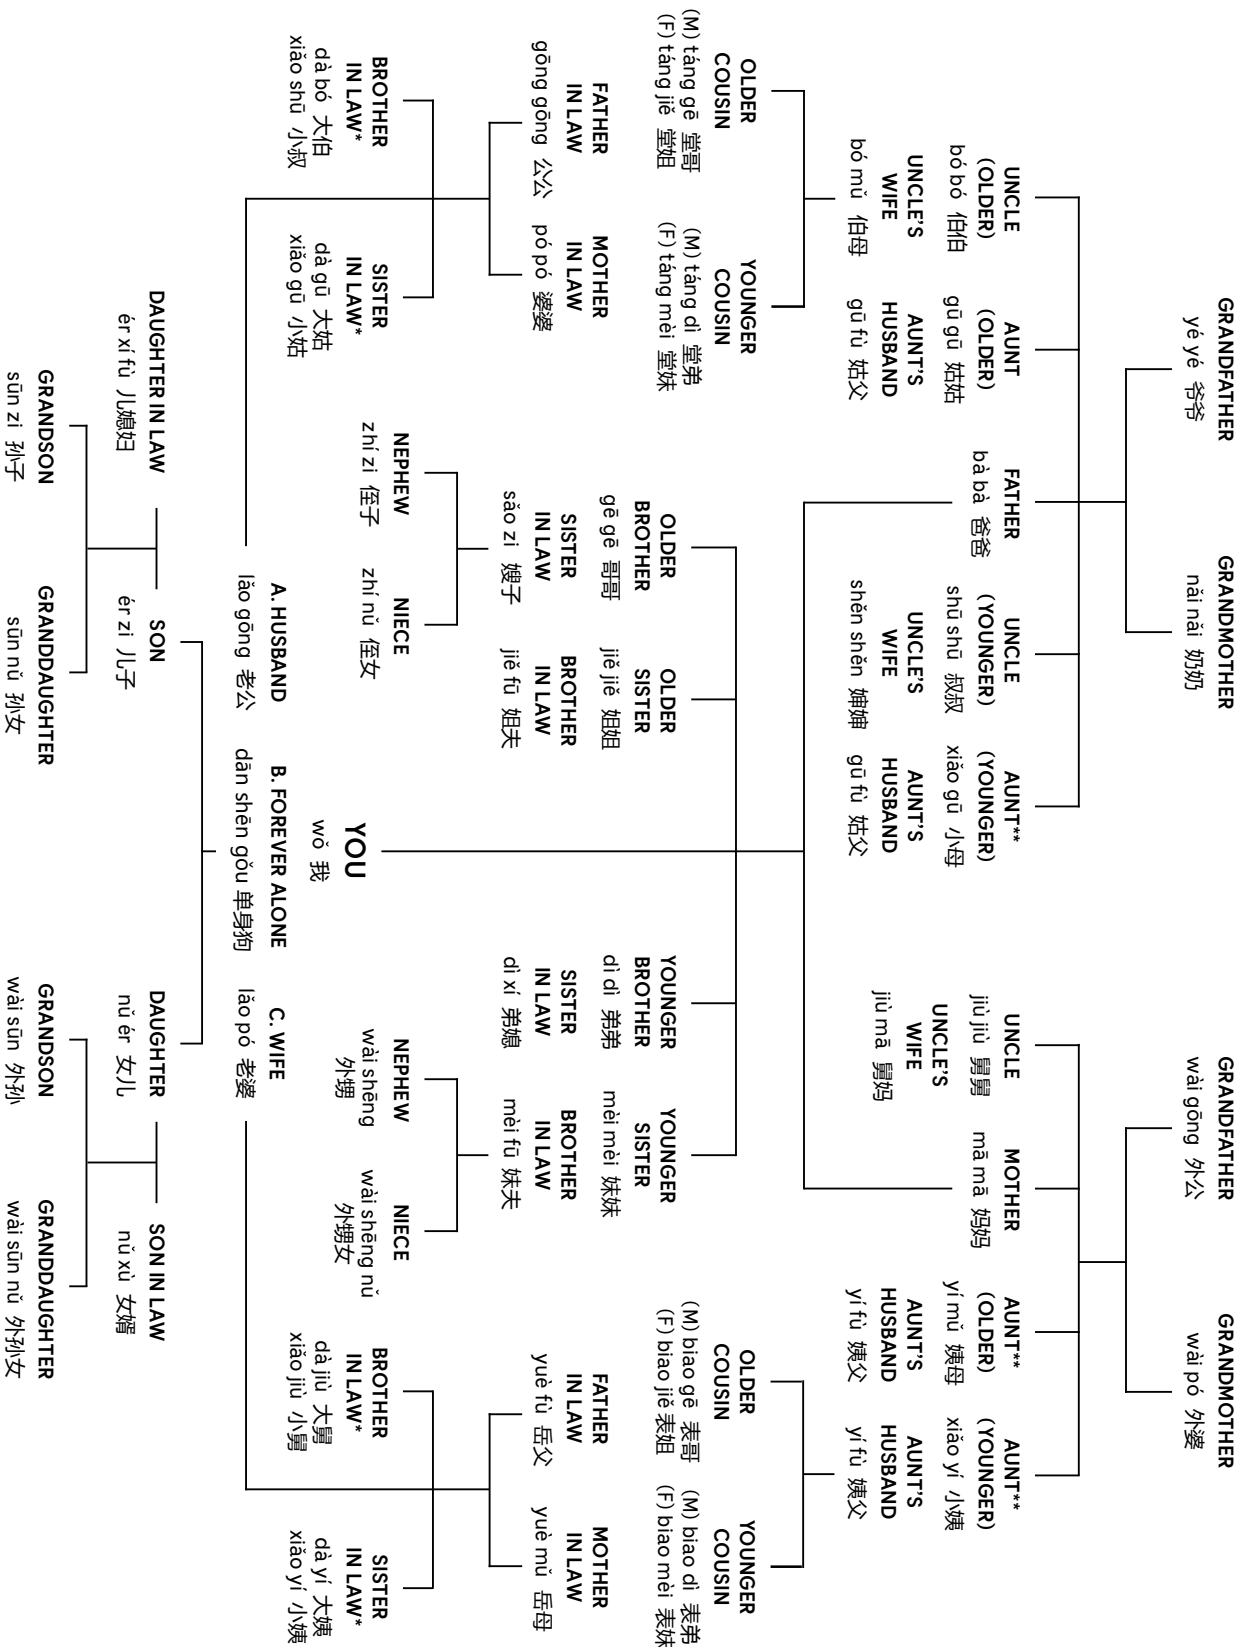 GRANDFATHER
yé yé 爷爷
GRANDMOTHER
nǎi nǎi 奶奶
GRANDFATHER
wài gōng 外公
GRANDMOTHER
wài pó 外婆
UNCLE
(OLDER)
bó bó 伯伯
UNCLE'S
WIFE
bó mǔ 伯母
AUNT
(OLDER)
gū gū 姑姑
AUNT'S
HUSBAND
gū fù 姑父
FATHER
bà bà 爸爸
UNCLE
(YOUNGER)
shū shū 叔叔
UNCLE'S
WIFE
shěn shěn 婶婶
AUNT**
(YOUNGER)
xiǎo gū 小母
AUNT'S
HUSBAND
gū fù 姑父
UNCLE
jiù jiù 舅舅
UNCLE'S
WIFE
jiù mā 舅妈
MOTHER
mā mā 妈妈
AUNT**
(OLDER)
yí mǔ 姨母
AUNT'S
HUSBAND
yí fù 姨父
AUNT**
(YOUNGER)
xiǎo yí 小姨
AUNT'S
HUSBAND
yí fù 姨父
OLDER
COUSIN
(M) táng gē 堂哥
(F) táng jiě 堂姐
YOUNGER
COUSIN
(M) táng dì 堂弟
(F) táng mèi 堂妹
OLDER
BROTHER
gē gē 哥哥
SISTER
IN LAW
sǎo zi 嫂子
OLDER
SISTER
jiě jiě 姐姐
BROTHER
IN LAW
jiě fū 姐夫
YOUNGER
BROTHER
dì dì 弟弟
SISTER
IN LAW
dì xí 弟媳
YOUNGER
SISTER
mèi mèi 妹妹
BROTHER
IN LAW
mèi fū 妹夫
OLDER
COUSIN
(M) biao gē 表哥
(F) biao jiě 表姐
YOUNGER
COUSIN
(M) biao dì 表弟
(F) biao mèi 表妹
FATHER
IN LAW
gōng gōng 公公
MOTHER
IN LAW
pó pó 婆婆
NEPHEW
zhí zi 侄子
NIECE
zhí nǚ 侄女
NEPHEW
wài shēng
外甥
NIECE
wài shēng nǚ
外甥女
FATHER
IN LAW
yuè fù 岳父
MOTHER
IN LAW
yuè mǔ 岳母
BROTHER
IN LAW*
dà bó 大伯
xiǎo shū 小叔
SISTER
IN LAW*
dà gū 大姑
xiǎo gū 小姑
YOU
wǒ 我
BROTHER
IN LAW*
dà jiù 大舅
xiǎo jiù 小舅
SISTER
IN LAW*
dà yí 大姨
xiǎo yí 小姨
A. HUSBAND
lǎo gōng 老公
B. FOREVER ALONE
dān shēn gǒu 单身狗
C. WIFE
lǎo pó 老婆
DAUGHTER IN LAW
ér xí fù 儿媳妇
SON
ér zi 儿子
DAUGHTER
nǚ ér 女儿
SON IN LAW
nǚ xù 女婿
GRANDSON
sūn zi 孙子
GRANDDAUGHTER
sūn nǚ 孙女
GRANDSON
wài sūn 外孙
GRANDDAUGHTER
wài sūn nǚ 外孙女